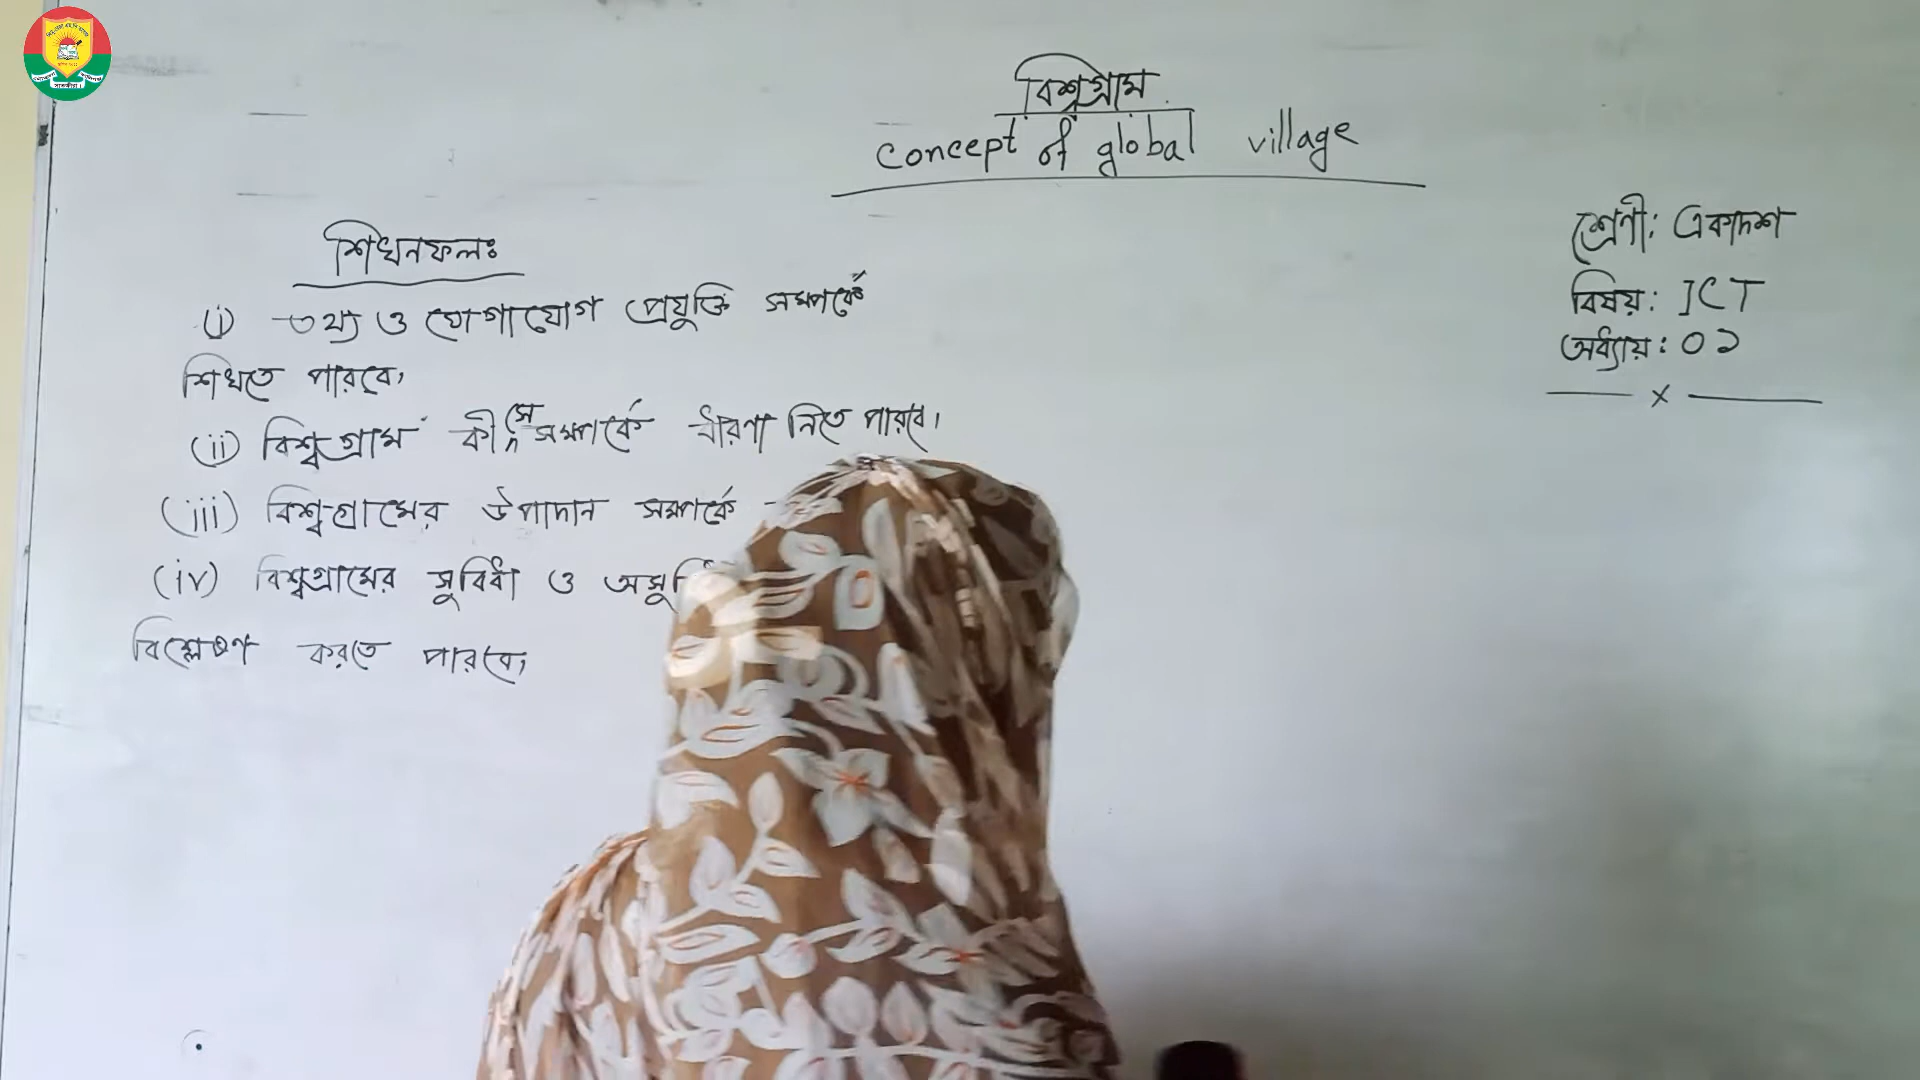 বিশ্বগ্রাম
concept of global village
শ্রেণী: একাদশ
বিষয়: ICT
অধ্যায়: ০১
x
শিখনফলঃ
(i) তথ্য ও যোগাযোগ প্রযুক্তি সম্পর্কে
শিখতে পারবে,
(ii) বিশ্বগ্রাম কী সে সম্পর্কে ধারণা নিতে পারবে।
(iii) বিশ্বগ্রামের উপাদান সম্পর্কে
(iv) বিশ্বগ্রামের সুবিধা ও
বিশ্লেষণ করতে পারবে,